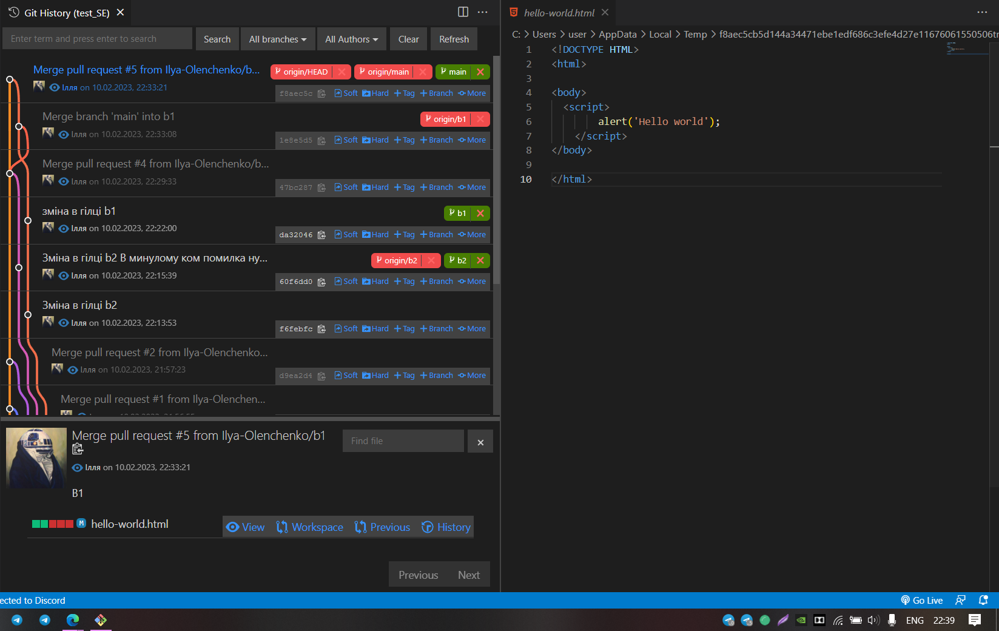 Git History (test_SE)
Enter term and press enter to search
Search
All branches
All Authors
Clear
Refresh
Merge pull request #5 from Ilya-Olenchenko/b...
origin/HEAD
origin/main
main
Ілля on 10.02.2023, 22:33:21
f8aec5c Soft Hard +Tag +Branch More
Merge branch 'main' into b1
origin/b1
Ілля on 10.02.2023, 22:33:08
1e8e5d5 Soft Hard +Tag +Branch More
Merge pull request #4 from Ilya-Olenchenko/b...
Ілля on 10.02.2023, 22:29:33
47bc287 Soft Hard +Tag +Branch More
зміна в гілці b1
b1
Ілля on 10.02.2023, 22:22:00
da32046 Soft Hard +Tag +Branch More
Зміна в гілці b2 В минулому ком помилка ну...
origin/b2
b2
Ілля on 10.02.2023, 22:15:39
60f6dd0 Soft Hard +Tag +Branch More
Зміна в гілці b2
Ілля on 10.02.2023, 22:13:53
f6febfc Soft Hard +Tag +Branch More
Merge pull request #2 from Ilya-Olenchenko...
Ілля on 10.02.2023, 21:57:23
d9ea2d4 Soft Hard +Tag +Branch More
Merge pull request #1 from Ilya-Olenchen...
Merge pull request #5 from Ilya-Olenchenko/b1
Find file
Ілля on 10.02.2023, 22:33:21
B1
M hello-world.html
View Workspace Previous History
Previous Next
hello-world.html
C: > Users > user > AppData > Local > Temp > f8aec5cb5d144a34471ebe1edf686c3efe4d27e11676061550506tr
1 <!DOCTYPE HTML>
2 <html>
3
4 <body>
5 <script>
6 alert('Hello world');
7 </script>
8 </body>
9
10 </html>
ected to Discord
Go Live
ENG 22:39